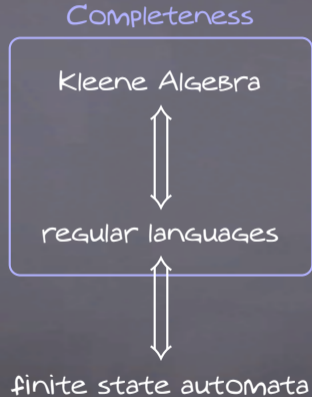 Completeness
Kleene Algebra
regular languages
finite state automata